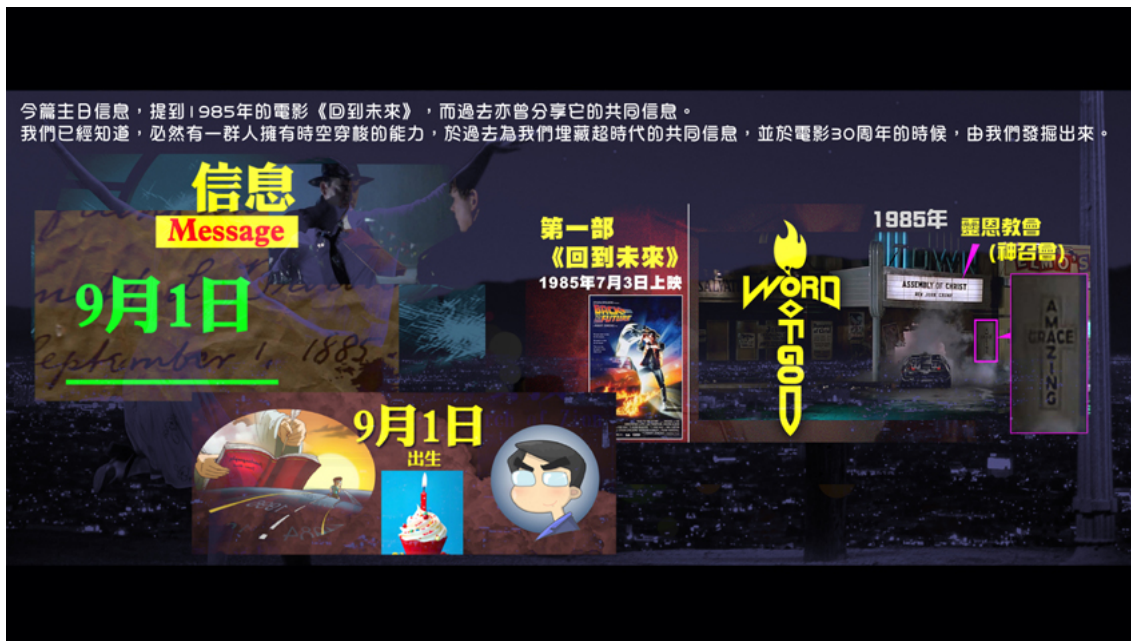 今篇主日信息，提到1985年的電影《回到未來》，而過去亦曾分享它的共同信息。
我們已經知道，必然有一群人擁有時空穿梭的能力，於過去為我們埋藏超時代的共同信息，並於電影30周年的時候，由我們發掘出來。
信息
Message
9月1日
September 1, 1885
9月1日
出生
第一部
《回到未來》
1985年7月3日上映
BACK TO THE FUTURE
WORD OF GOD
1985年
靈恩教會
(神召會)
TOWN
ASSEMBLY OF CHRIST
AMAZING
GRACE